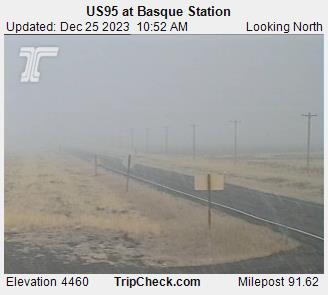 US95 at Basque Station
Updated: Dec 25 2023 10:52 AM Looking North
Elevation 4460 TripCheck.com Milepost 91.62